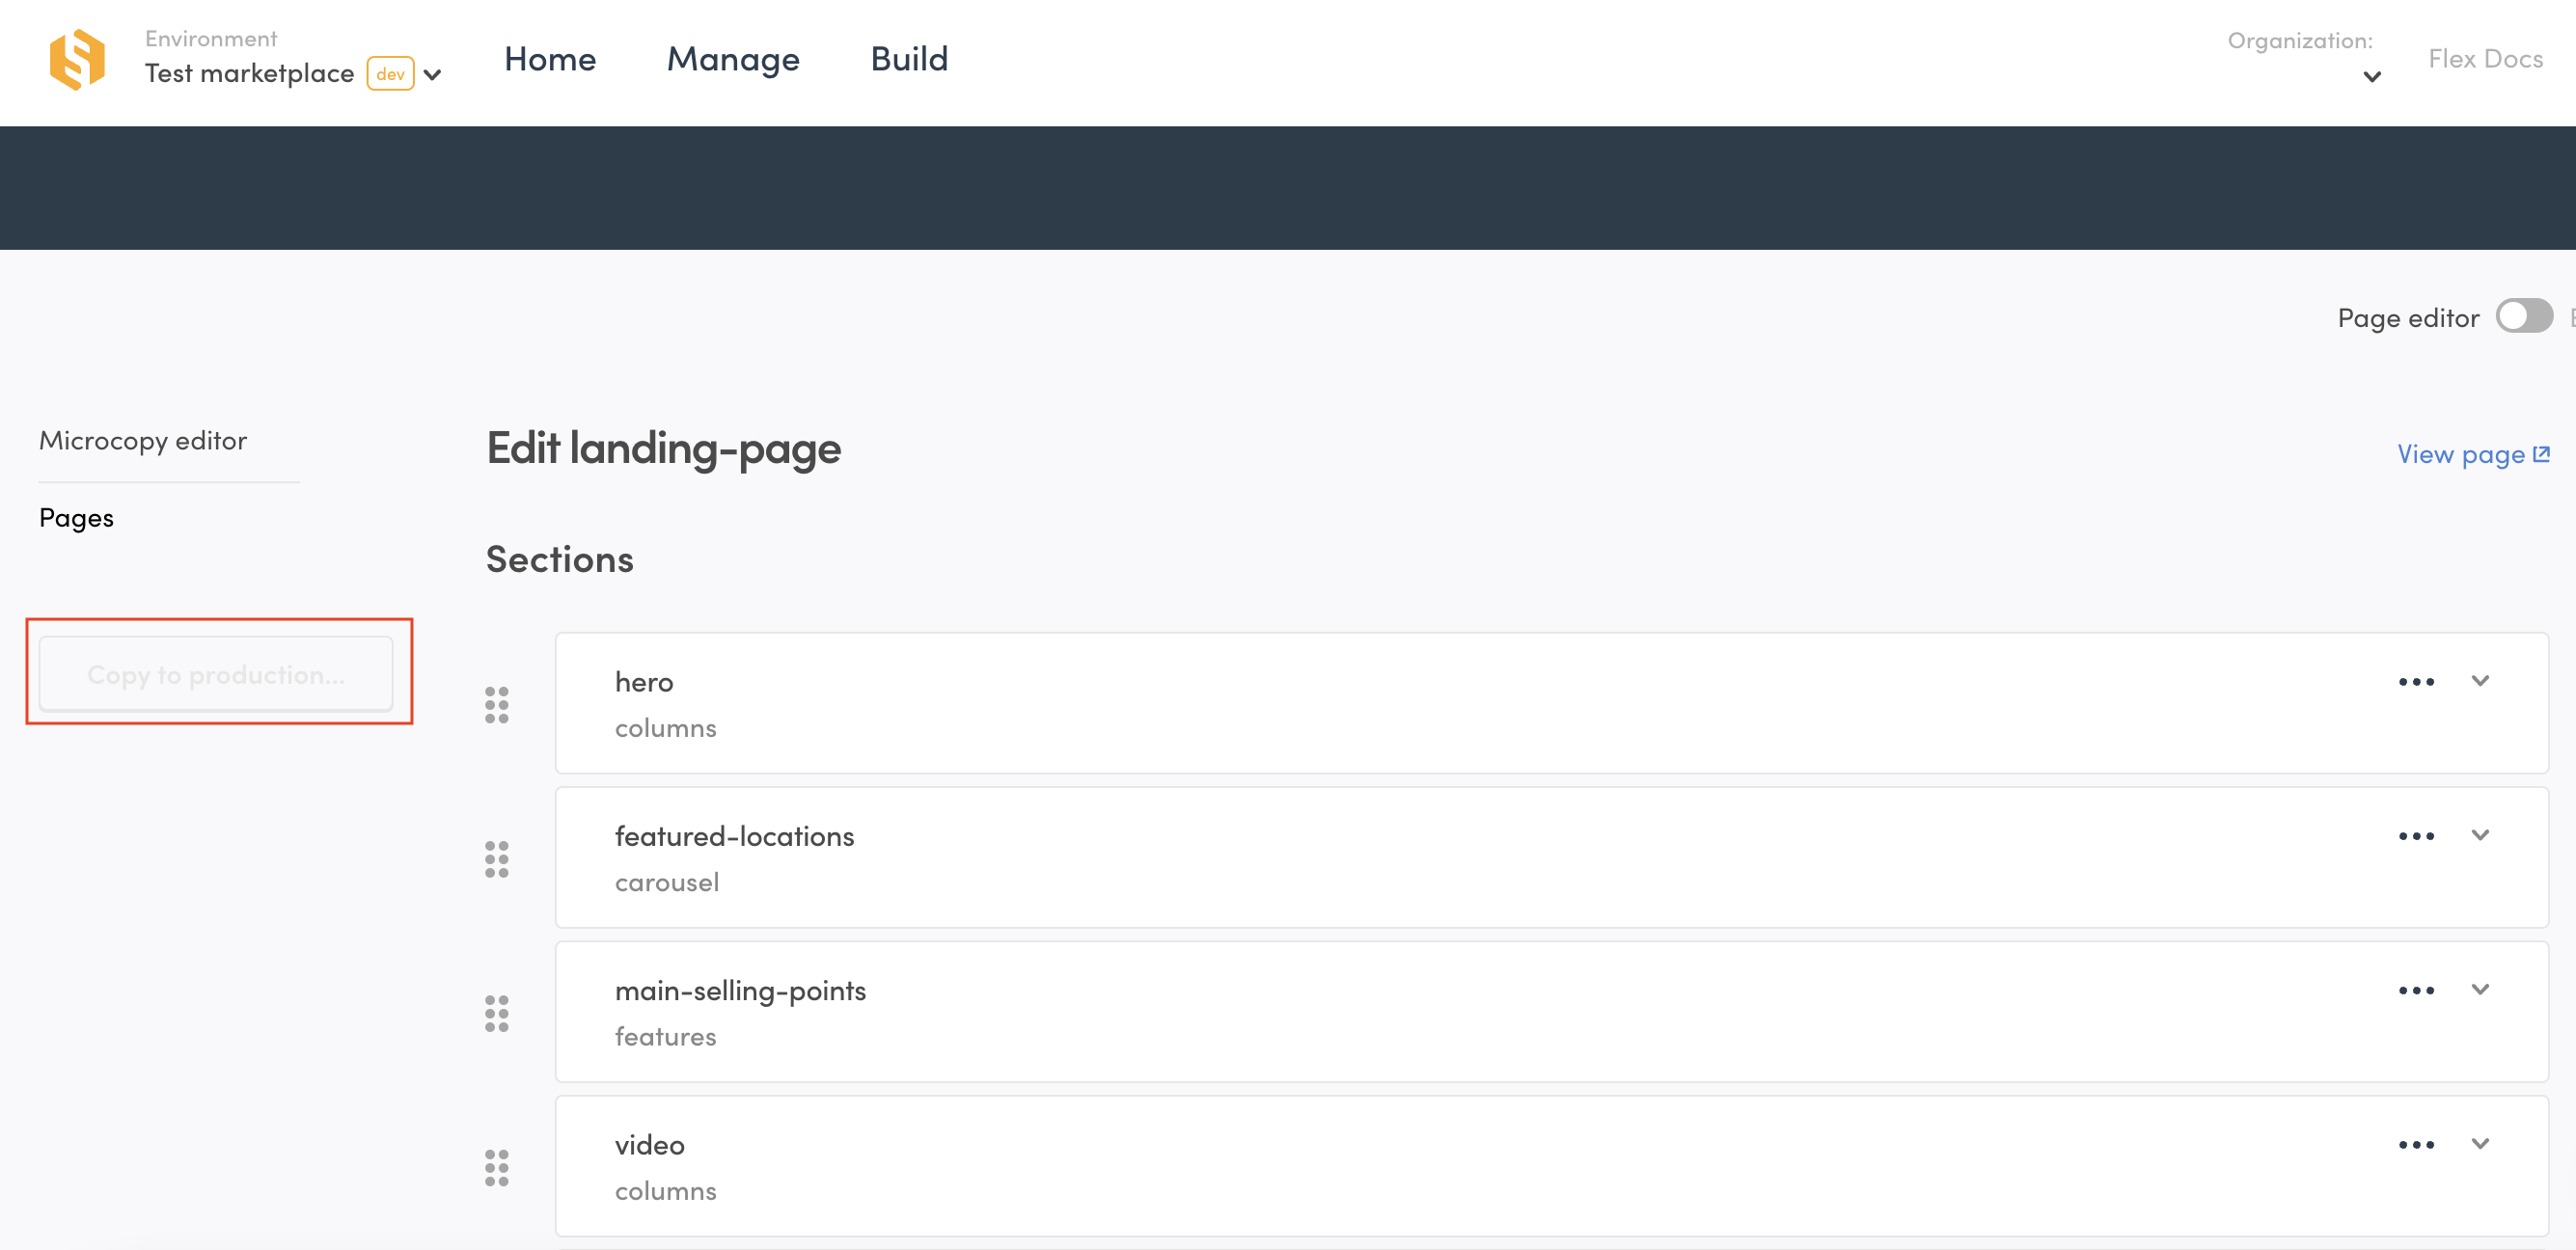 Environment
Test marketplace dev
Home
Manage
Build
Organization:
Flex Docs
Page editor
Microcopy editor
Pages
Copy to production...
Edit landing-page
View page
Sections
hero
columns
featured-locations
carousel
main-selling-points
features
video
columns